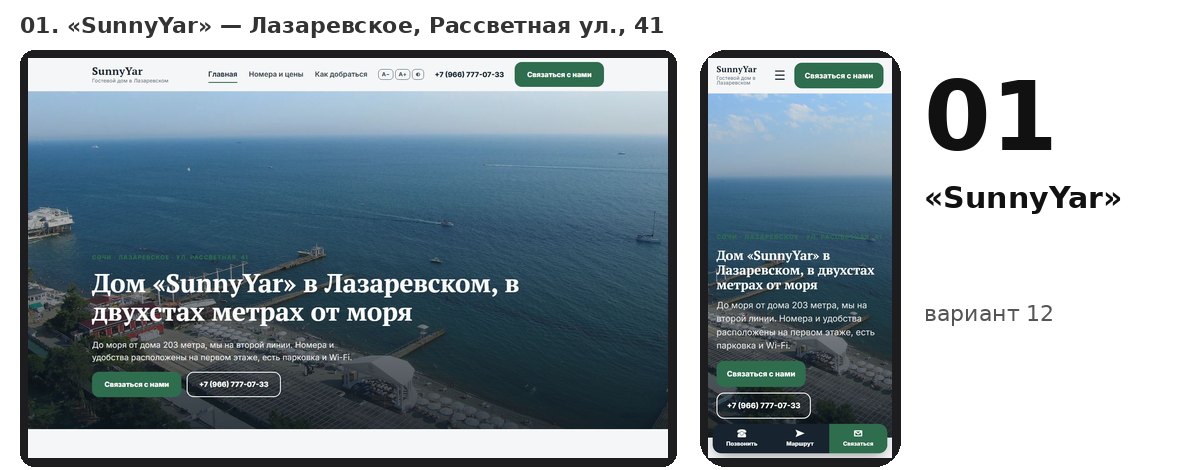 01. «SunnyYar» — Лазаревское, Рассветная ул., 41
SunnyYar
Гостевой дом в Лазаревском
Главная
Номера и цены
Как добраться
A−
A+
+7 (966) 777-07-33
Связаться с нами
СОЧИ · ЛАЗАРЕВСКОЕ · УЛ. РАССВЕТНАЯ, 41
Дом «SunnyYar» в Лазаревском, в
двухстах метрах от моря
До моря от дома 203 метра, мы на второй линии. Номера и
удобства расположены на первом этаже, есть парковка и Wi-Fi.
Связаться с нами
+7 (966) 777-07-33
SunnyYar
Гостевой дом в
Лазаревском
Связаться с нами
СОЧИ · ЛАЗАРЕВСКОЕ · УЛ. РАССВЕТНАЯ, 41
Дом «SunnyYar» в
Лазаревском, в двухстах
метрах от моря
До моря от дома 203 метра, мы на
второй линии. Номера и удобства
расположены на первом этаже, есть
парковка и Wi-Fi.
Связаться с нами
+7 (966) 777-07-33
Позвонить
Маршрут
Связаться
01
«SunnyYar»
вариант 12